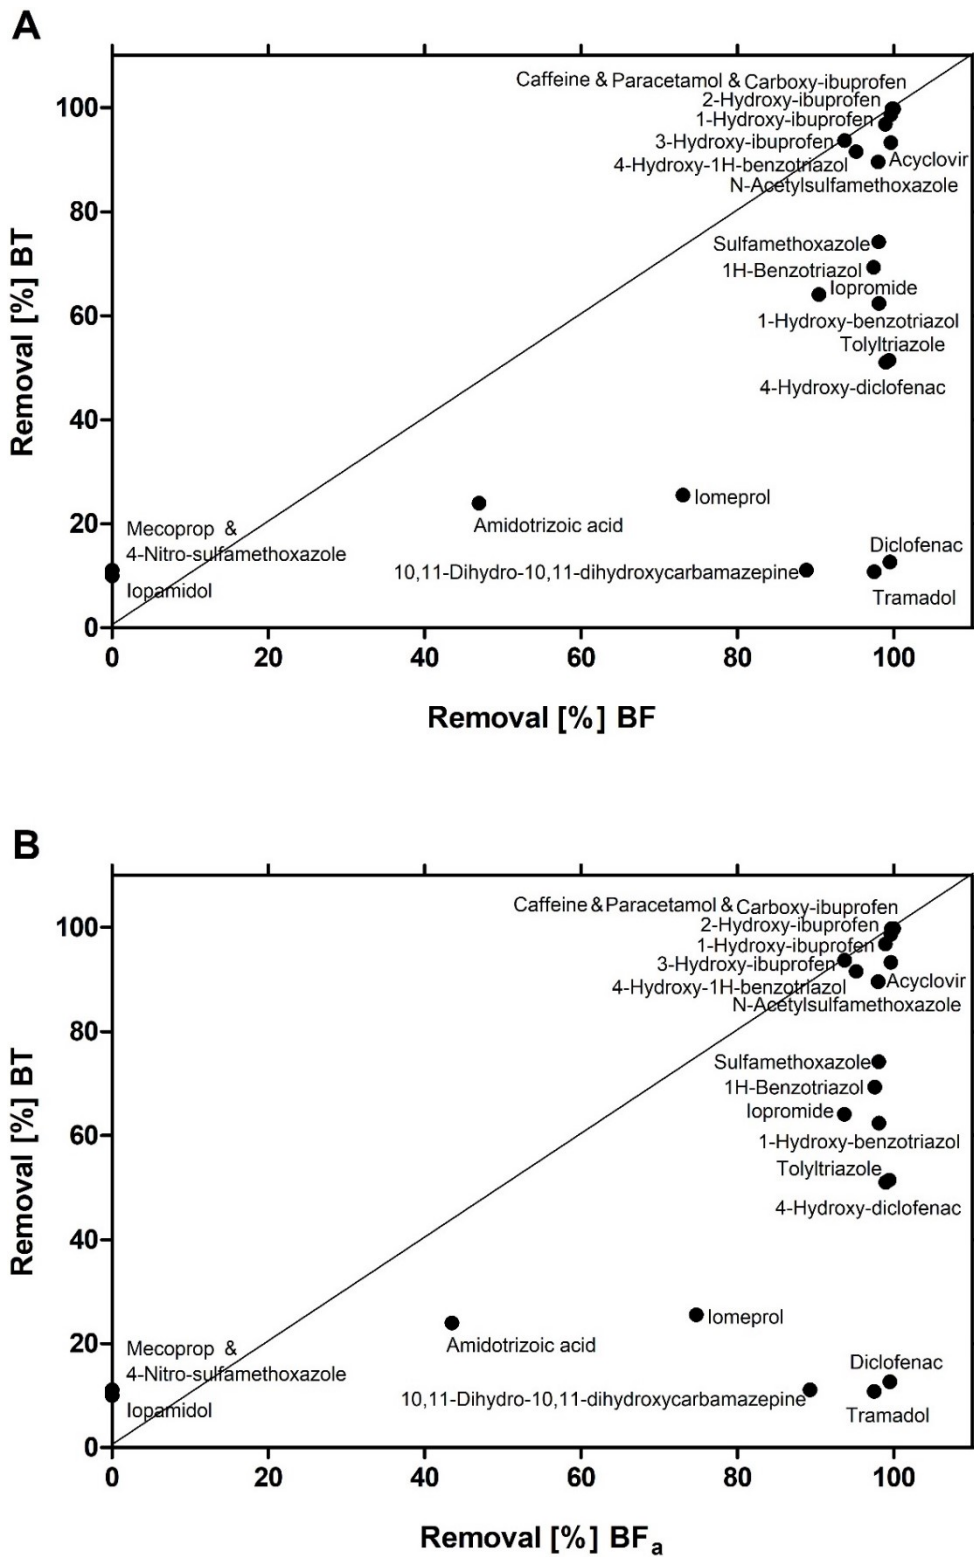 A
Caffeine & Paracetamol & Carboxy-ibuprofen
100
2-Hydroxy-ibuprofen
1-Hydroxy-ibuprofen
3-Hydroxy-ibuprofen
4-Hydroxy-1H-benzotriazol
Acyclovir
N-Acetylsulfamethoxazole
80
Sulfamethoxazole
1H-Benzotriazol
Iopromide
60
1-Hydroxy-benzotriazol
Tolyltriazole
4-Hydroxy-diclofenac
40
Iomeprol
20
Amidotrizoic acid
Mecoprop &
4-Nitro-sulfamethoxazole
Iopamidol
Diclofenac
10,11-Dihydro-10,11-dihydroxycarbamazepine
Tramadol
0
Removal [%] BT
0 20 40 60 80 100
Removal [%] BF
B
Caffeine & Paracetamol & Carboxy-ibuprofen
100
2-Hydroxy-ibuprofen
1-Hydroxy-ibuprofen
3-Hydroxy-ibuprofen
4-Hydroxy-1H-benzotriazol
Acyclovir
N-Acetylsulfamethoxazole
80
Sulfamethoxazole
1H-Benzotriazol
Iopromide
60
1-Hydroxy-benzotriazol
Tolyltriazole
4-Hydroxy-diclofenac
40
Iomeprol
20
Amidotrizoic acid
Mecoprop &
4-Nitro-sulfamethoxazole
Iopamidol
Diclofenac
10,11-Dihydro-10,11-dihydroxycarbamazepine
Tramadol
0
Removal [%] BT
0 20 40 60 80 100
Removal [%] BFa